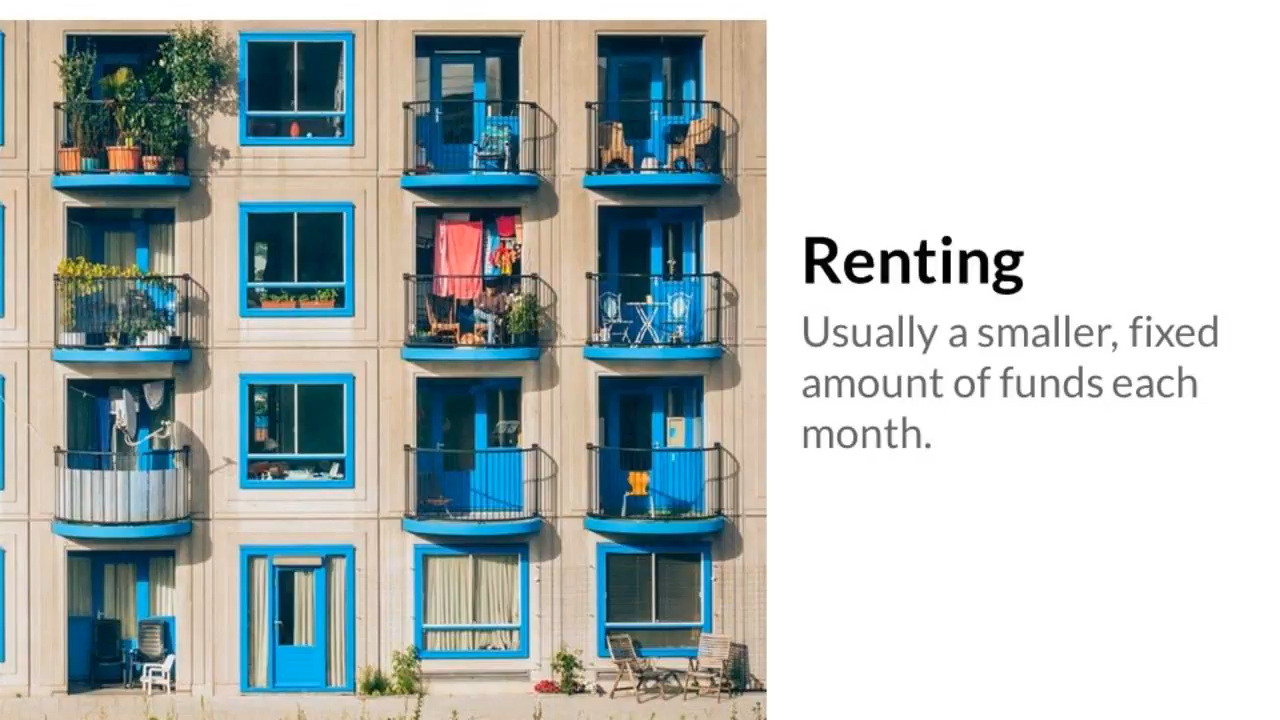 Renting
Usually a smaller, fixed
amount of funds each
month.